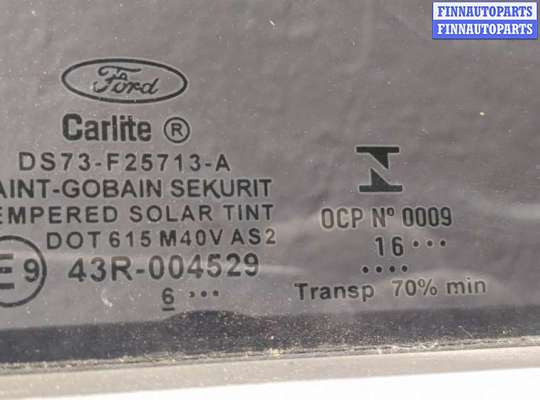 FINNAUTOPARTS
FINNAUTOPARTS
Ford
Carlite ®
DS73-F25713-A
AINT-GOBAIN SEKURIT
EMPERED SOLAR TINT
DOT 615 M40V AS2
E9 43R-004529
6 ...
OCP Nº 0009
16 ...
....
Transp 70% min